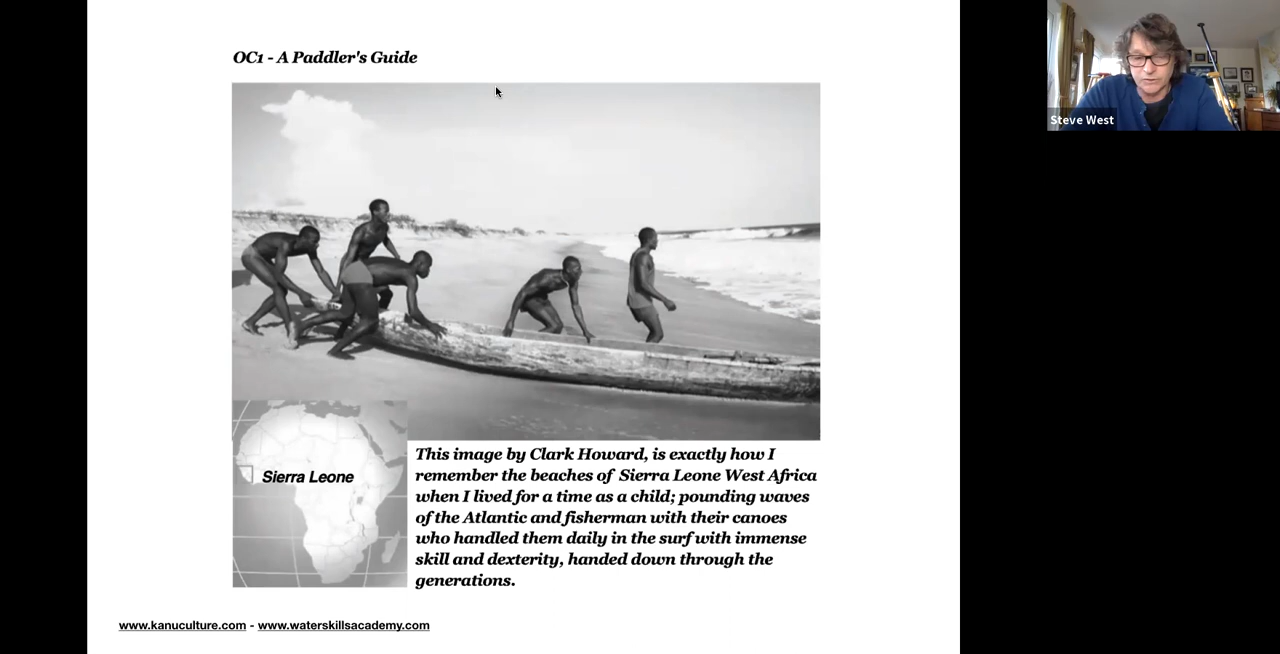 OC1 - A Paddler's Guide
Steve West
Sierra Leone
This image by Clark Howard, is exactly how I
remember the beaches of Sierra Leone West Africa
when I lived for a time as a child; pounding waves
of the Atlantic and fisherman with their canoes
who handled them daily in the surf with immense
skill and dexterity, handed down through the
generations.
www.kanuculture.com - www.waterskillsacademy.com